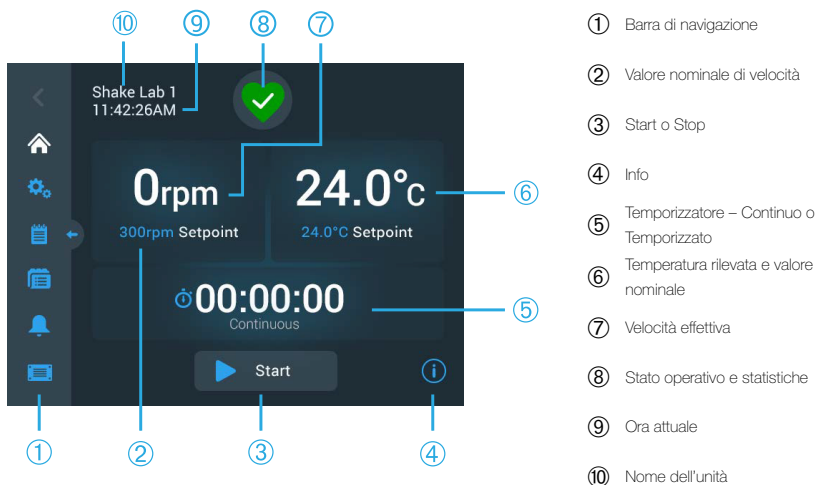 ⑩ ⑨ ⑧ ⑦
Shake Lab 1
11:42:26AM
0rpm
300rpm Setpoint
24.0°C
24.0°C Setpoint
⑥
00:00:00
Continuous
⑤
Start
① ② ③ ④
① Barra di navigazione
② Valore nominale di velocità
③ Start o Stop
④ Info
⑤ Temporizzatore – Continuo o
Temporizzato
⑥ Temperatura rilevata e valore
nominale
⑦ Velocità effettiva
⑧ Stato operativo e statistiche
⑨ Ora attuale
⑩ Nome dell'unità